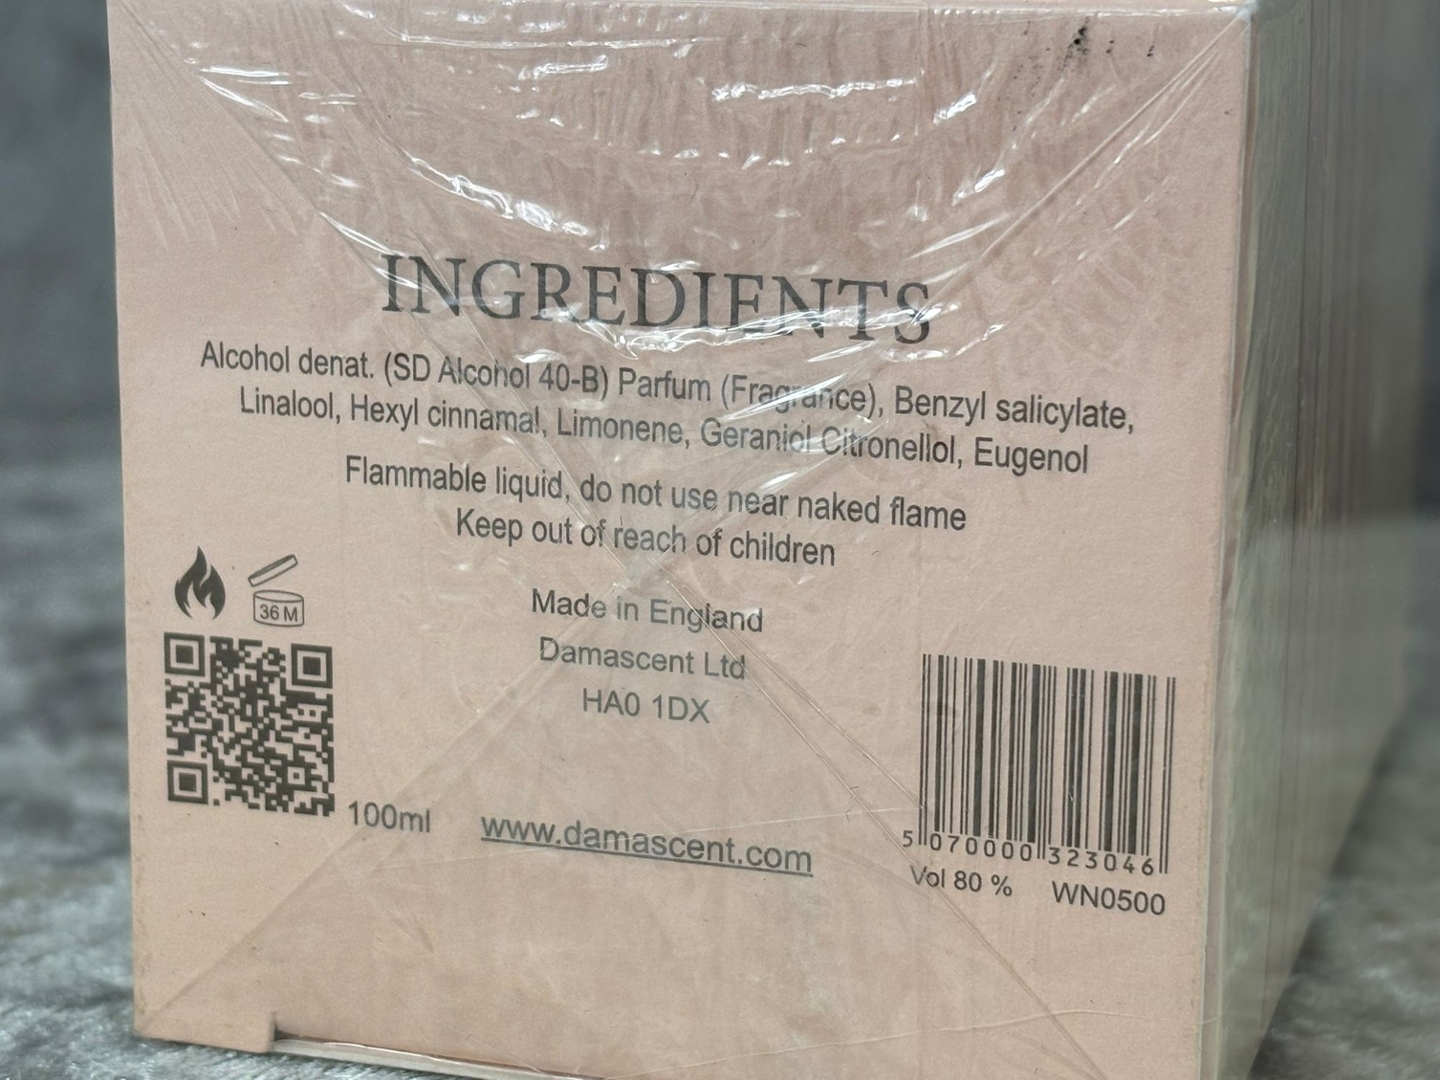 INGREDIENTS
Alcohol denat. (SD Alcohol 40-B) Parfum (Fragrance), Benzyl salicylate,
Linalool, Hexyl cinnamal, Limonene, Geraniol Citronellol, Eugenol
Flammable liquid, do not use near naked flame
Keep out of reach of children
36 M
Made in England
Damascent Ltd
HA0 1DX
100ml
www.damascent.com
5 070000 323046
Vol 80 % WN0500